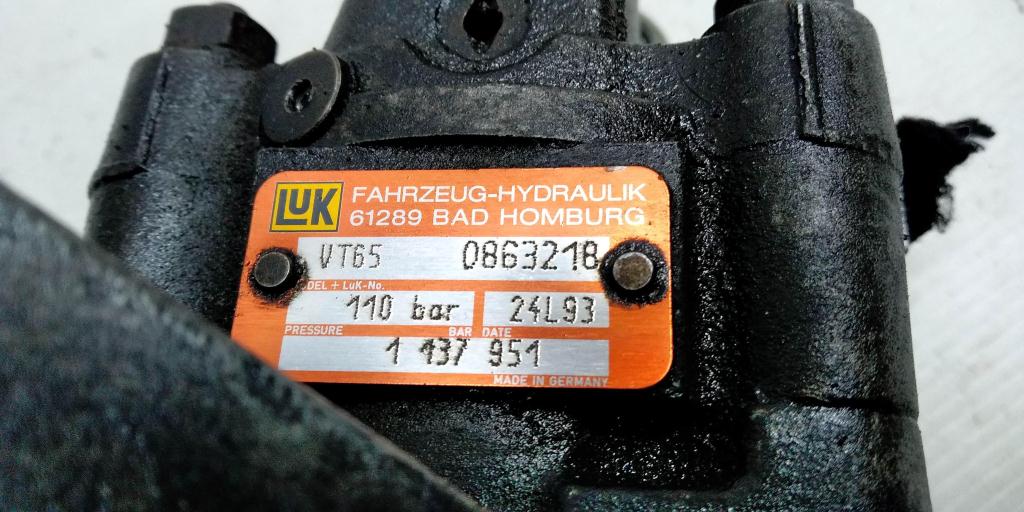 LUK FAHRZEUG-HYDRAULIK
61289 BAD HOMBURG
VT65 0863218
DEL + LuK-No.
110 bar 24L93
PRESSURE BAR DATE
1 137 951
MADE IN GERMANY